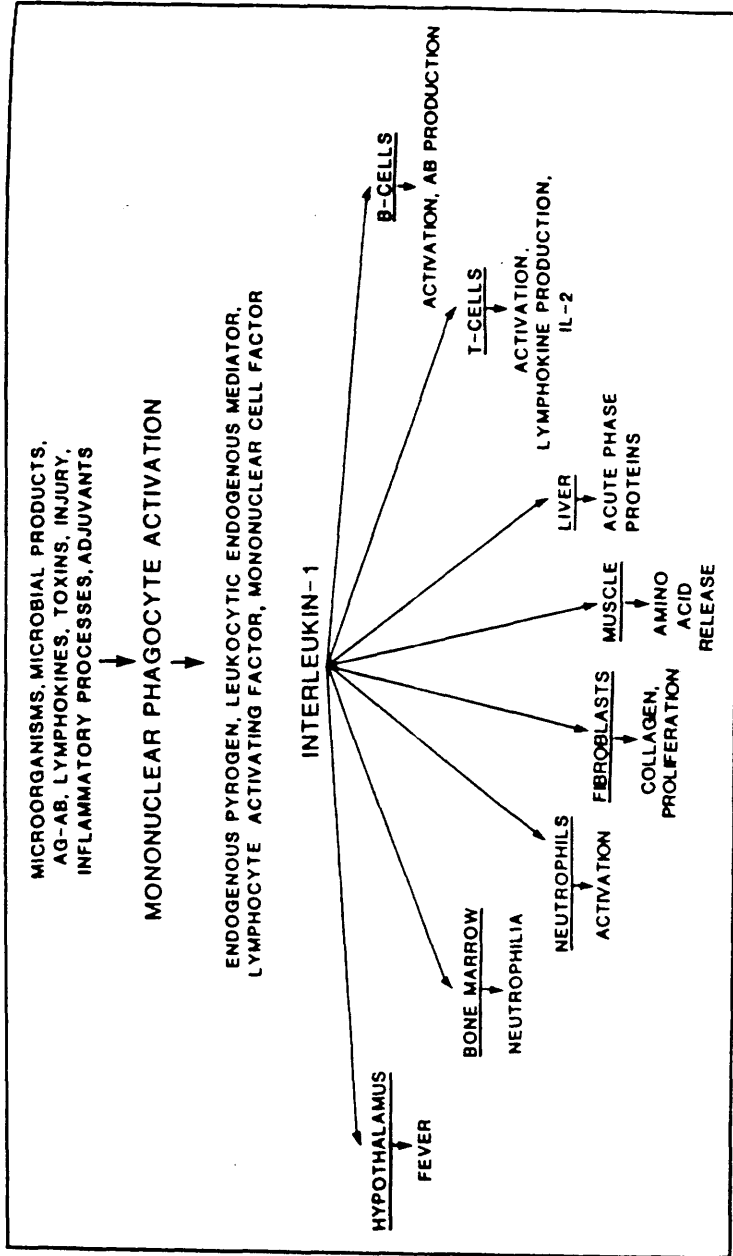 MICROORGANISMS, MICROBIAL PRODUCTS,
AG-AB, LYMPHOKINES, TOXINS, INJURY,
INFLAMMATORY PROCESSES, ADJUVANTS
MONONUCLEAR PHAGOCYTE ACTIVATION
ENDOGENOUS PYROGEN, LEUKOCYTIC ENDOGENOUS MEDIATOR,
LYMPHOCYTE ACTIVATING FACTOR, MONONUCLEAR CELL FACTOR
INTERLEUKIN-1
HYPOTHALAMUS
FEVER
BONE MARROW
NEUTROPHILIA
NEUTROPHILS
ACTIVATION
FIBROBLASTS
COLLAGEN,
PROLIFERATION
MUSCLE
AMINO
ACID
RELEASE
LIVER
ACUTE PHASE
PROTEINS
T-CELLS
ACTIVATION,
LYMPHOKINE PRODUCTION,
IL-2
B-CELLS
ACTIVATION, AB PRODUCTION